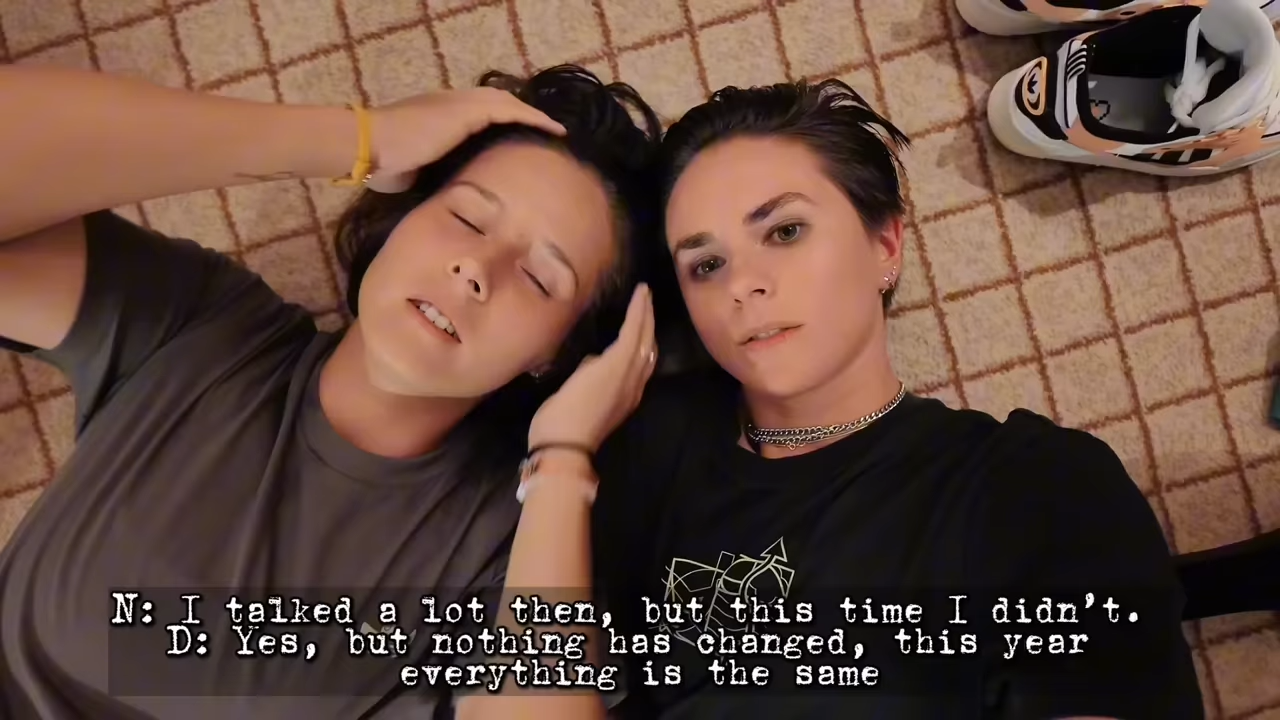 N: I talked a lot then, but this time I didn't.
D: Yes, but nothing has changed, this year
everything is the same